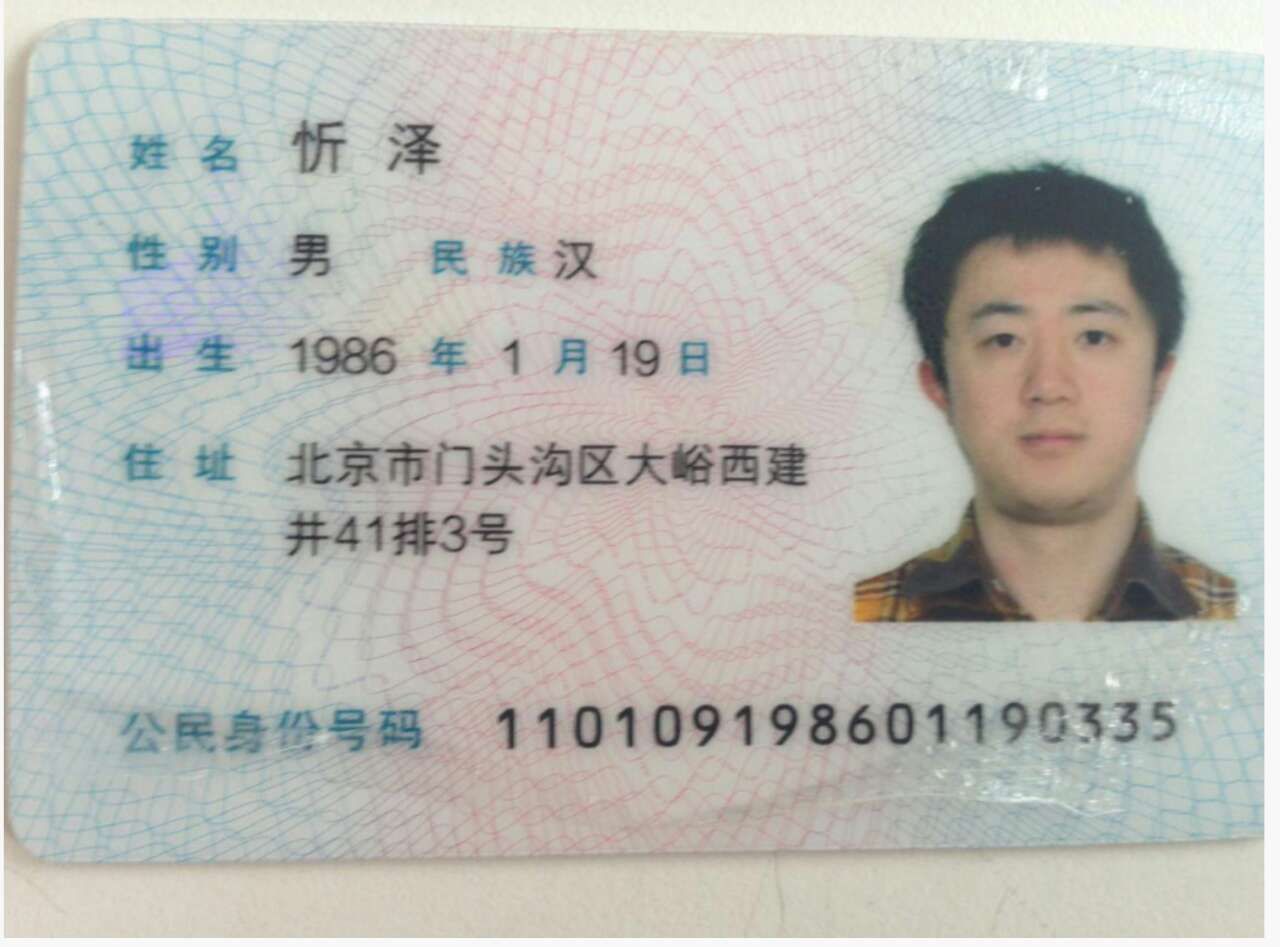 姓名 忻泽
性别 男 民族 汉
出生 1986 年 1 月 19 日
住址 北京市门头沟区大峪西建
井41排3号
公民身份号码 110109198601190335